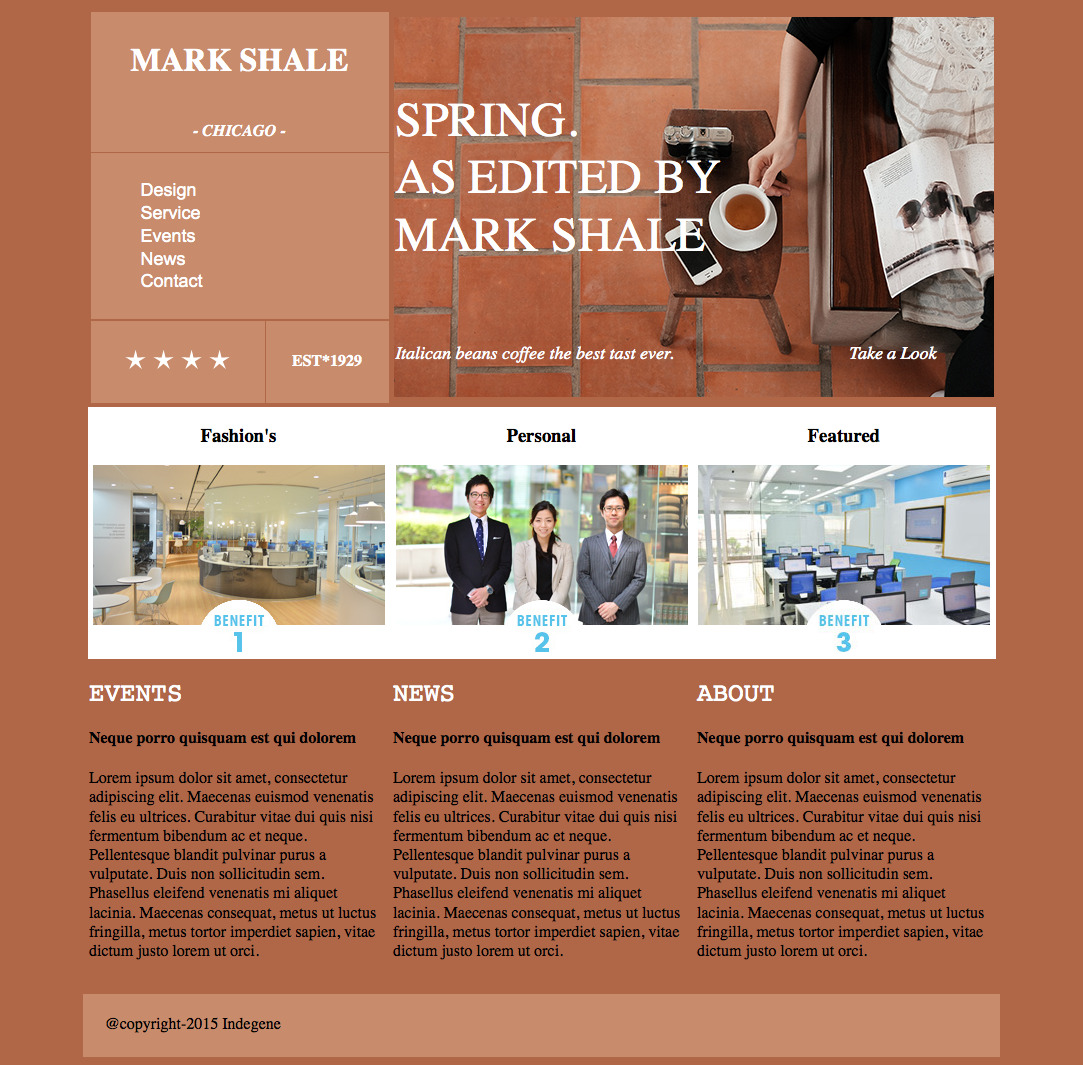 MARK SHALE
- CHICAGO -
Design
Service
Events
News
Contact
★ ★ ★ ★
EST*1929
SPRING.
AS EDITED BY
MARK SHALE
Italican beans coffee the best tast ever.
Take a Look
Fashion's
BENEFIT
1
Personal
BENEFIT
2
Featured
BENEFIT
3
EVENTS
Neque porro quisquam est qui dolorem
Lorem ipsum dolor sit amet, consectetur
adipiscing elit. Maecenas euismod venenatis
felis eu ultrices. Curabitur vitae dui quis nisi
fermentum bibendum ac et neque.
Pellentesque blandit pulvinar purus a
vulputate. Duis non sollicitudin sem.
Phasellus eleifend venenatis mi aliquet
lacinia. Maecenas consequat, metus ut luctus
fringilla, metus tortor imperdiet sapien, vitae
dictum justo lorem ut orci.
NEWS
Neque porro quisquam est qui dolorem
Lorem ipsum dolor sit amet, consectetur
adipiscing elit. Maecenas euismod venenatis
felis eu ultrices. Curabitur vitae dui quis nisi
fermentum bibendum ac et neque.
Pellentesque blandit pulvinar purus a
vulputate. Duis non sollicitudin sem.
Phasellus eleifend venenatis mi aliquet
lacinia. Maecenas consequat, metus ut luctus
fringilla, metus tortor imperdiet sapien, vitae
dictum justo lorem ut orci.
ABOUT
Neque porro quisquam est qui dolorem
Lorem ipsum dolor sit amet, consectetur
adipiscing elit. Maecenas euismod venenatis
felis eu ultrices. Curabitur vitae dui quis nisi
fermentum bibendum ac et neque.
Pellentesque blandit pulvinar purus a
vulputate. Duis non sollicitudin sem.
Phasellus eleifend venenatis mi aliquet
lacinia. Maecenas consequat, metus ut luctus
fringilla, metus tortor imperdiet sapien, vitae
dictum justo lorem ut orci.
@copyright-2015 Indegene